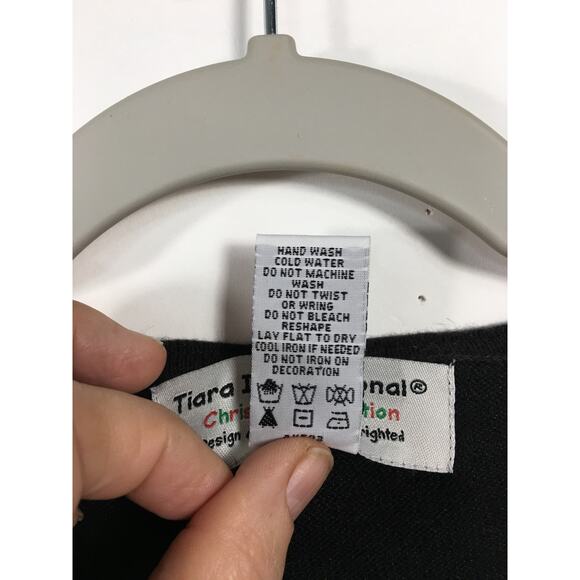 HAND WASH
COLD WATER
DO NOT MACHINE
WASH
DO NOT TWIST
OR WRING
DO NOT BLEACH
RESHAPE
LAY FLAT TO DRY
COOL IRON IF NEEDED
DO NOT IRON ON
DECORATION
Tiara I onal®
Chris tion
esign righted